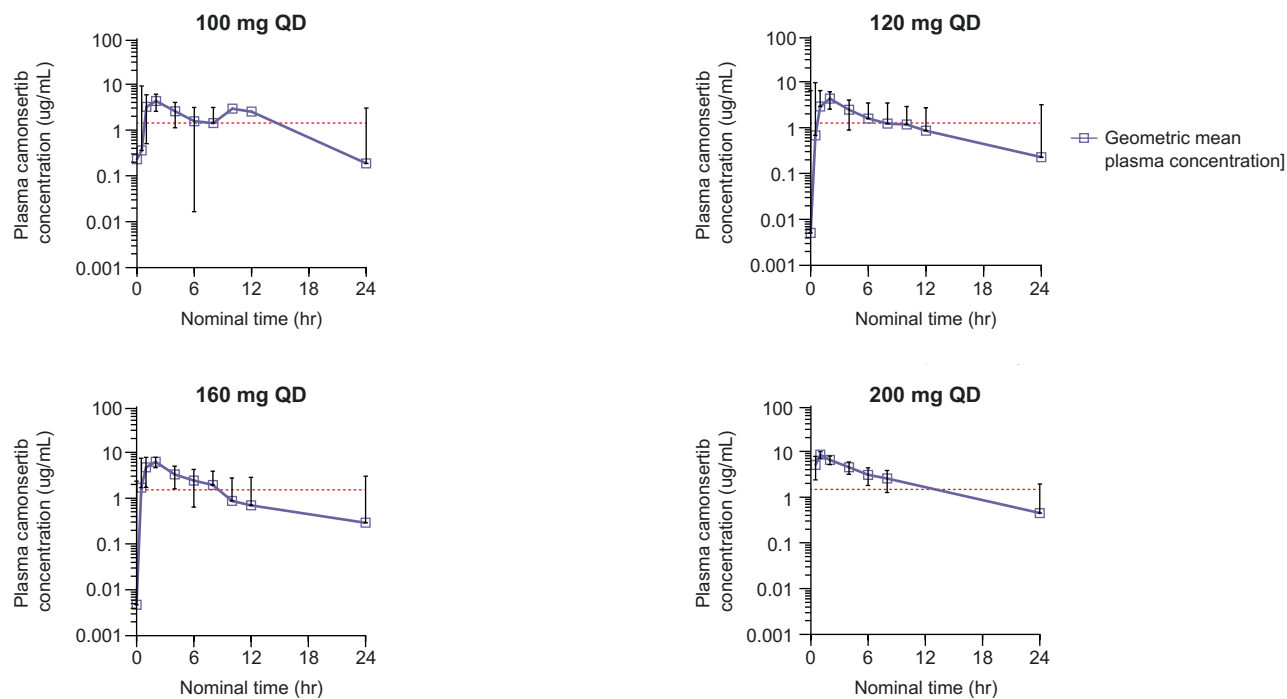 100 mg QD
Plasma camonsertib
concentration (ug/mL)
100
10
1
0.1
0.01
0.001
0
6
12
18
24
Nominal time (hr)
120 mg QD
Plasma camonsertib
concentration (ug/mL)
100
10
1
0.1
0.01
0.001
0
6
12
18
24
Nominal time (hr)
Geometric mean
plasma concentration]
160 mg QD
Plasma camonsertib
concentration (ug/mL)
100
10
1
0.1
0.01
0.001
0
6
12
18
24
Nominal time (hr)
200 mg QD
Plasma camonsertib
concentration (ug/mL)
100
10
1
0.1
0.01
0.001
0
6
12
18
24
Nominal time (hr)